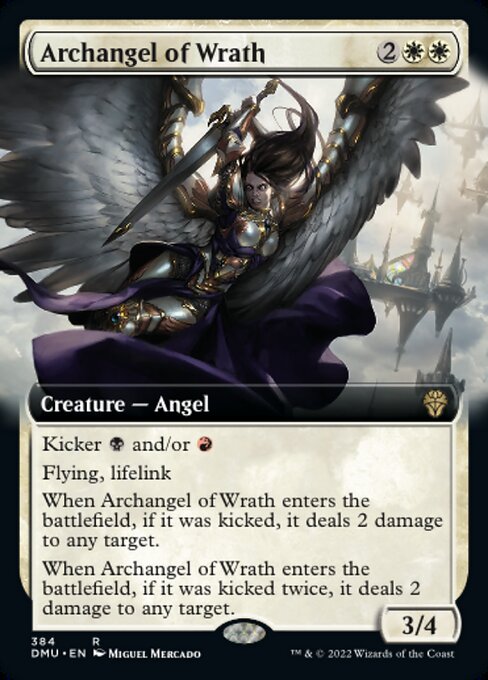 Archangel of Wrath 2
Creature — Angel
Kicker and/or
Flying, lifelink
When Archangel of Wrath enters the
battlefield, if it was kicked, it deals 2 damage
to any target.
When Archangel of Wrath enters the
battlefield, if it was kicked twice, it deals 2
damage to any target.
3/4
384 R
DMU • EN Miguel Mercado
™ & © 2022 Wizards of the Coast